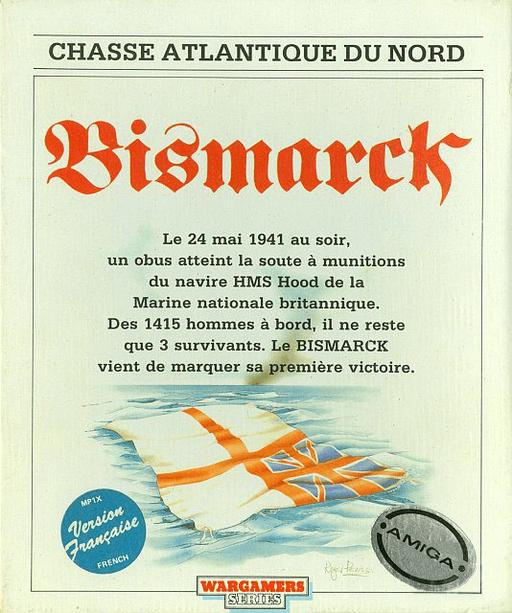 CHASSE ATLANTIQUE DU NORD
Bismarck
Le 24 mai 1941 au soir,
un obus atteint la soute à munitions
du navire HMS Hood de la
Marine nationale britannique.
Des 1415 hommes à bord, il ne reste
que 3 survivants. Le BISMARCK
vient de marquer sa première victoire.
MP1X
Version
Française
FRENCH
AMIGA
WARGAMERS
SERIES